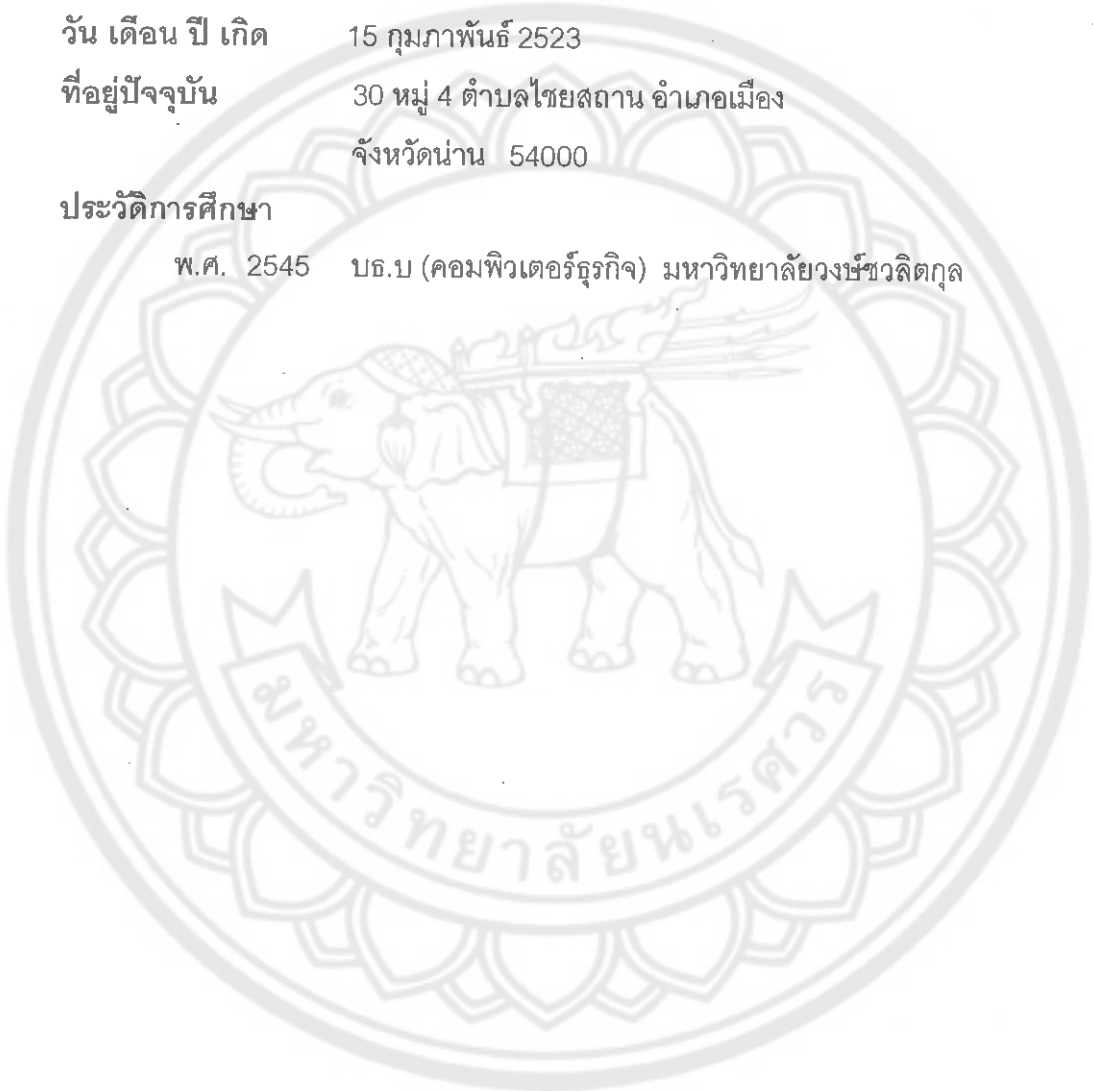 วัน เดือน ปี เกิด 15 กุมภาพันธ์ 2523
ที่อยู่ปัจจุบัน 30 หมู่ 4 ตำบลไชยสถาน อำเภอเมือง
จังหวัดน่าน 54000
ประวัติการศึกษา
พ.ศ. 2545 บธ.บ (คอมพิวเตอร์ธุรกิจ) มหาวิทยาลัยวงษ์ชวลิตกุล
มหาวิทยาลัยนเรศวร